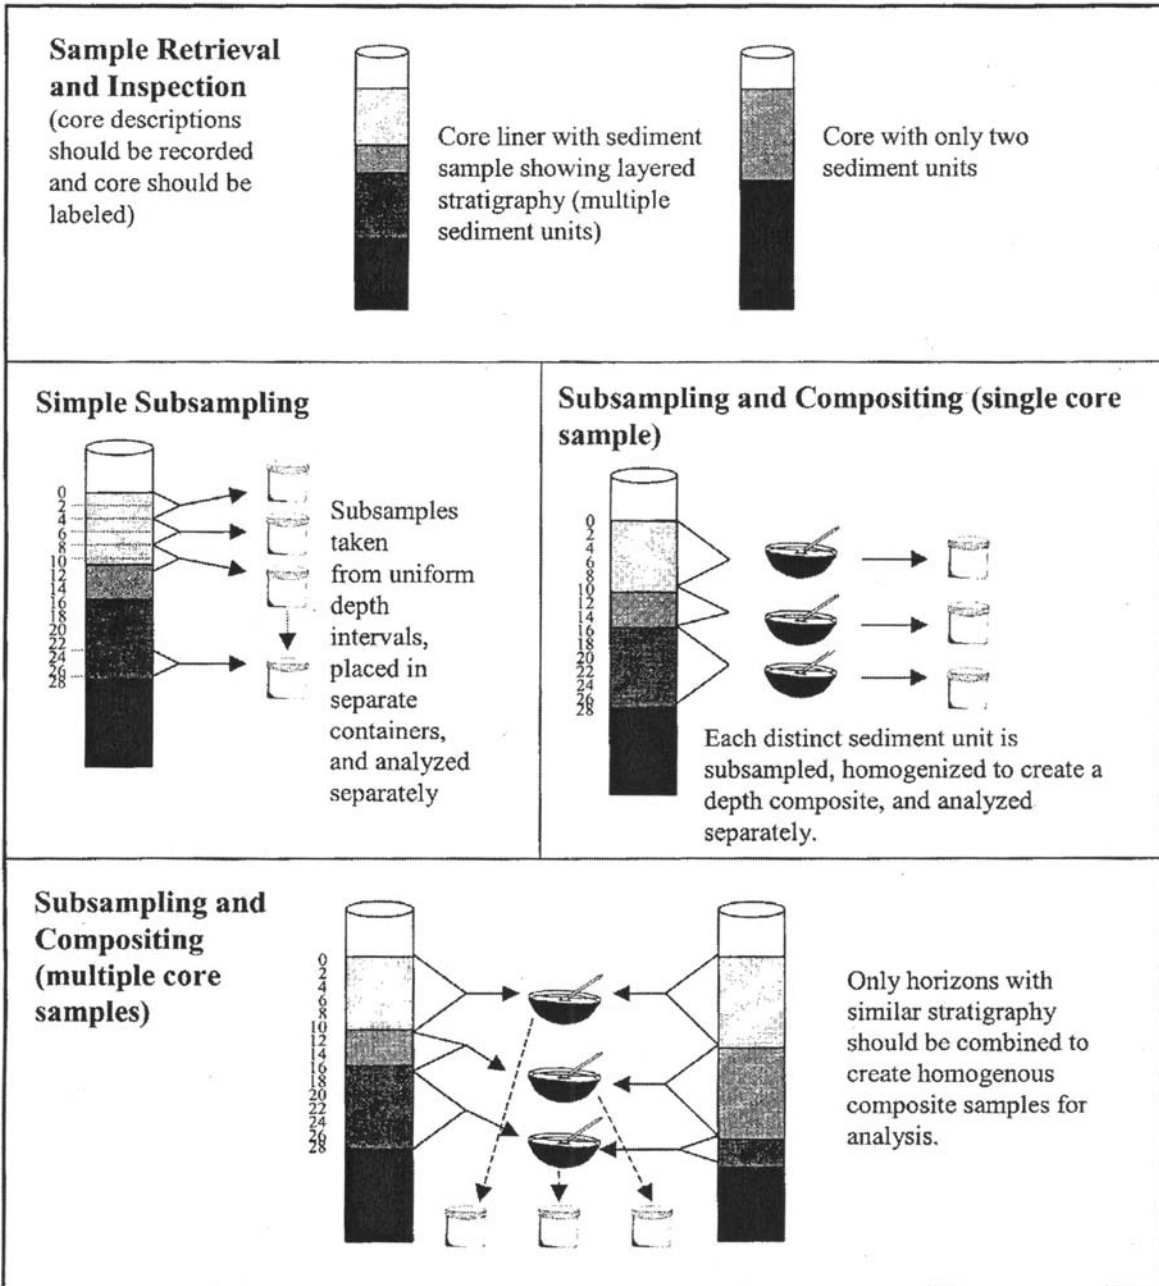 Sample Retrieval
and Inspection
(core descriptions
should be recorded
and core should be
labeled)
Core liner with sediment
sample showing layered
stratigraphy (multiple
sediment units)
Core with only two
sediment units
Simple Subsampling
0
2
4
6
8
10
12
14
16
18
20
22
24
26
28
Subsamples
taken
from uniform
depth
intervals,
placed in
separate
containers,
and analyzed
separately
Subsampling and Compositing (single core
sample)
0
2
4
6
8
10
12
14
16
18
20
22
24
26
28
Each distinct sediment unit is
subsampled, homogenized to create a
depth composite, and analyzed
separately.
Subsampling and
Compositing
(multiple core
samples)
0
2
4
6
8
10
12
14
16
18
20
22
24
26
28
Only horizons with
similar stratigraphy
should be combined to
create homogenous
composite samples for
analysis.